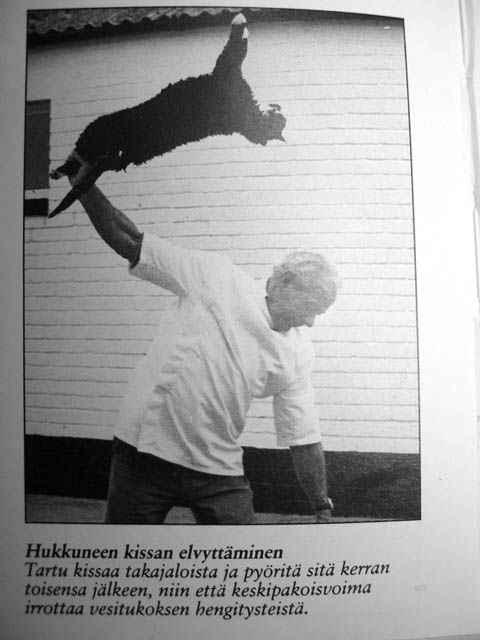 Hukkuneen kissan elvyttäminen
Tartu kissaa takajaloista ja pyöritä sitä kerran
toisensa jälkeen, niin että keskipakoisvoima
irrottaa vesitukoksen hengitysteistä.